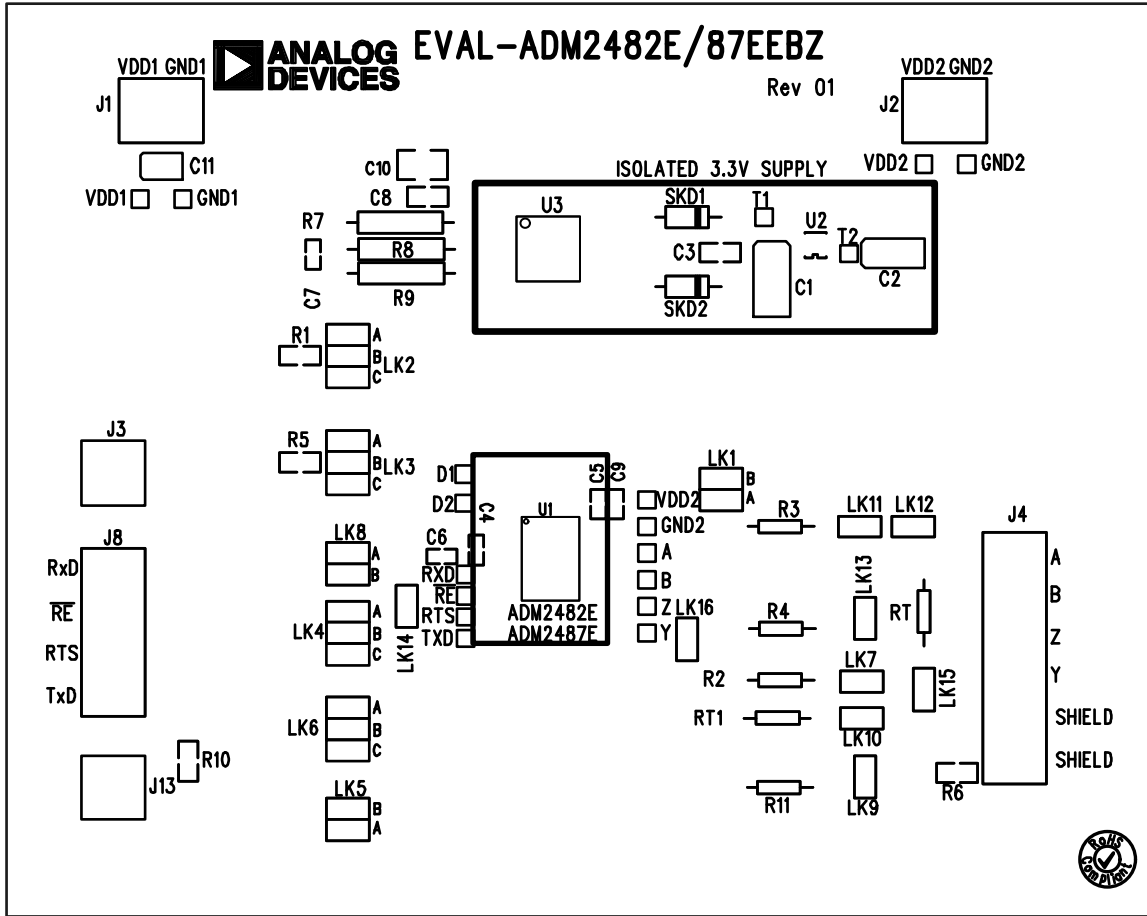 ANALOG
DEVICES
EVAL-ADM2482E/87EEBZ
Rev 01
VDD1 GND1
J1
C11
VDD1
GND1
VDD2 GND2
J2
VDD2
GND2
C10
C8
R7
R8
R9
C7
ISOLATED 3.3V SUPPLY
U3
SKD1
T1
U2
T2
C3
C1
C2
SKD2
R1
A
B
C
LK2
J3
R5
A
B
C
LK3
D1
D2
C4
C5
C9
U1
C6
RXD
RE
RTS
TXD
ADM2482E
ADM2487E
VDD2
GND2
A
B
Z
Y
LK1
B
A
R3
LK11
LK12
J4
A
B
Z
Y
SHIELD
SHIELD
J8
RxD
RE
RTS
TxD
LK8
A
B
LK4
A
B
C
LK14
LK16
LK13
R4
RT
R2
LK7
LK15
RT1
LK10
LK6
A
B
C
R10
J13
LK5
B
A
R11
LK9
R6
RoHS
Compliant